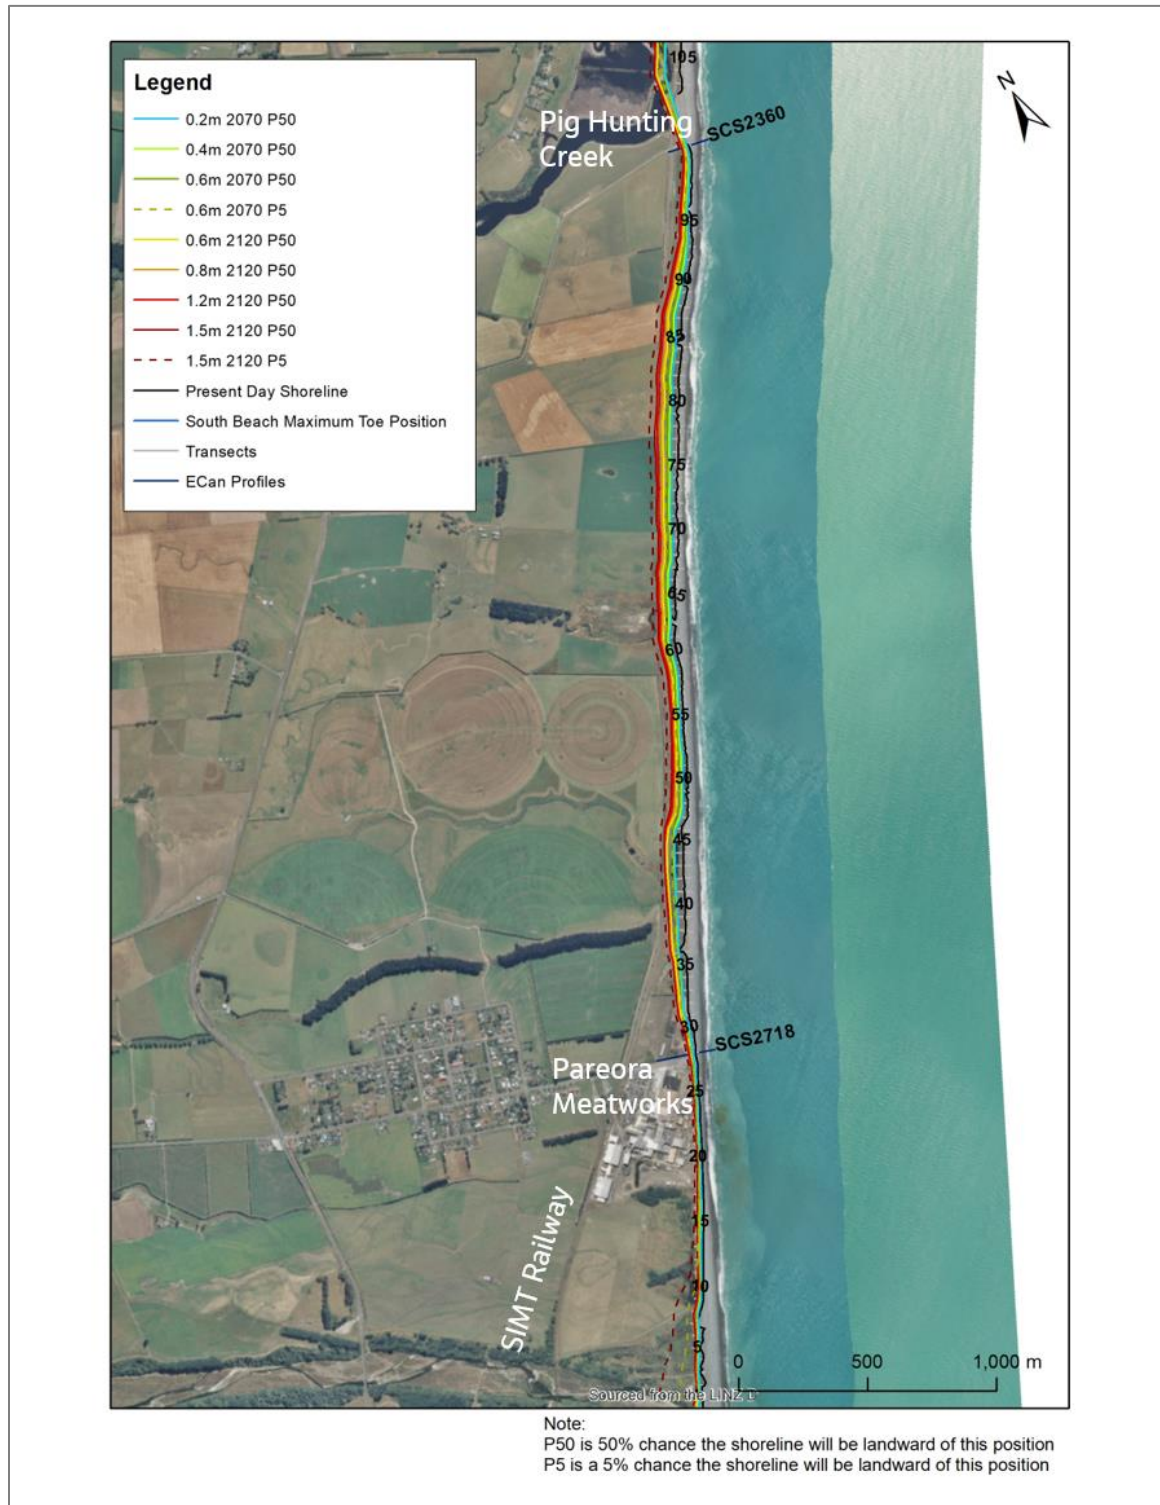 Legend
0.2m 2070 P50
0.4m 2070 P50
0.6m 2070 P50
0.6m 2070 P5
0.6m 2120 P50
0.8m 2120 P50
1.2m 2120 P50
1.5m 2120 P50
1.5m 2120 P5
Present Day Shoreline
South Beach Maximum Toe Position
Transects
ECan Profiles
N
105
Pig Hunting
Creek
SCS2360
95
90
85
80
75
70
65
60
55
50
45
40
35
30
SCS2718
Pareora
Meatworks
25
20
15
10
5
SIMT Railway
0 500 1,000 m
Sourced from the LINZ D
Note:
P50 is 50% chance the shoreline will be landward of this position
P5 is a 5% chance the shoreline will be landward of this position